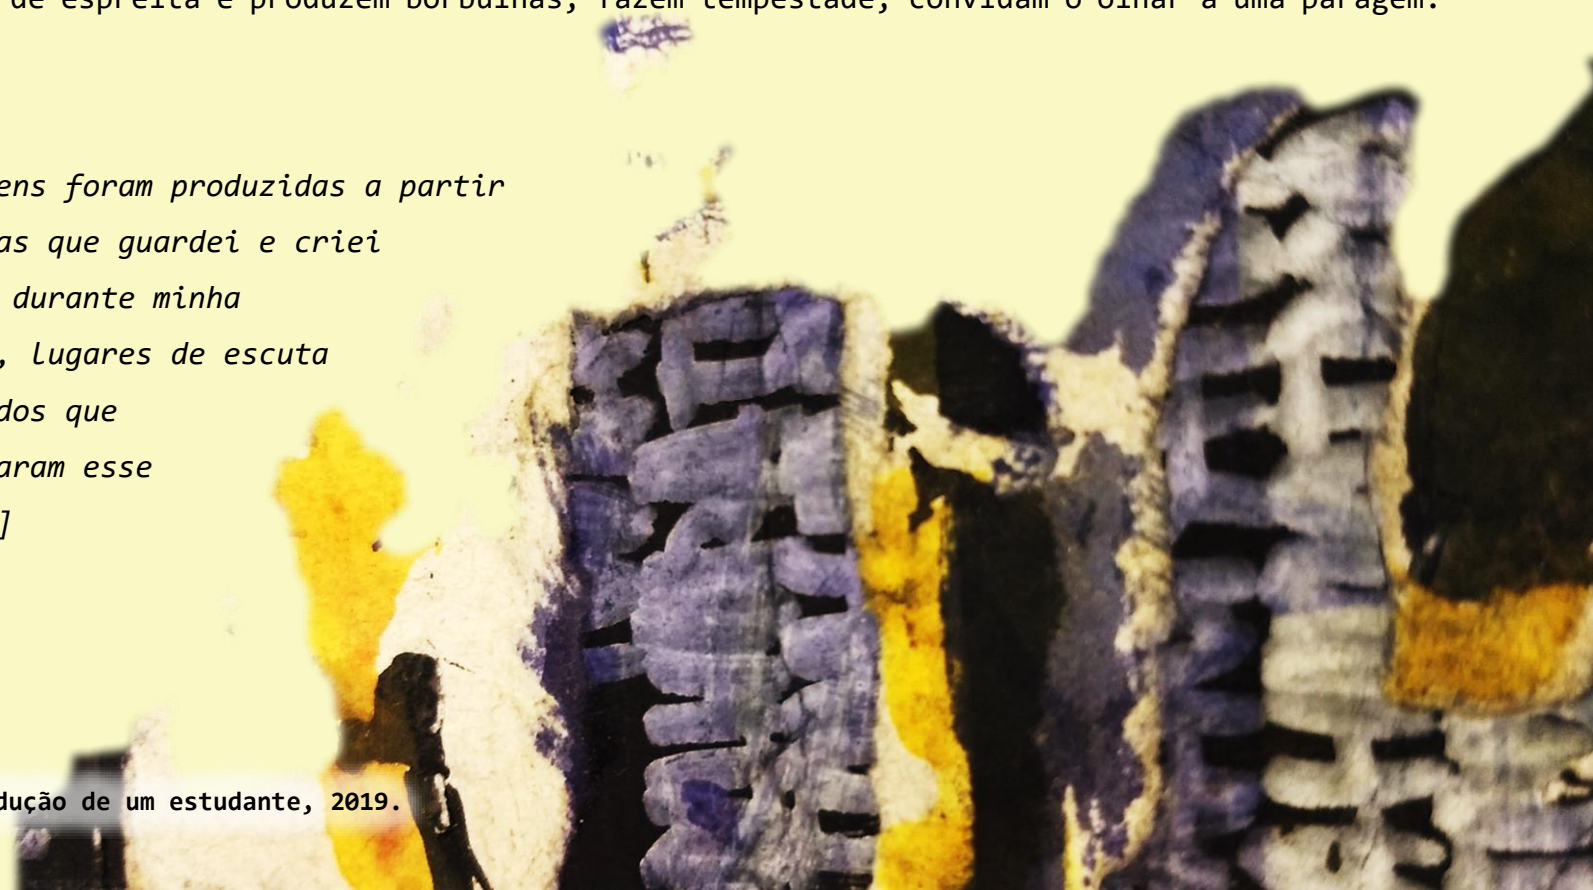 de espreita e produzem borbulhas, fazem tempestade, convidam o olhar a uma paragem.
ens foram produzidas a partir
as que guardei e criei
durante minha
, lugares de escuta
dos que
aram esse
]
dução de um estudante, 2019.